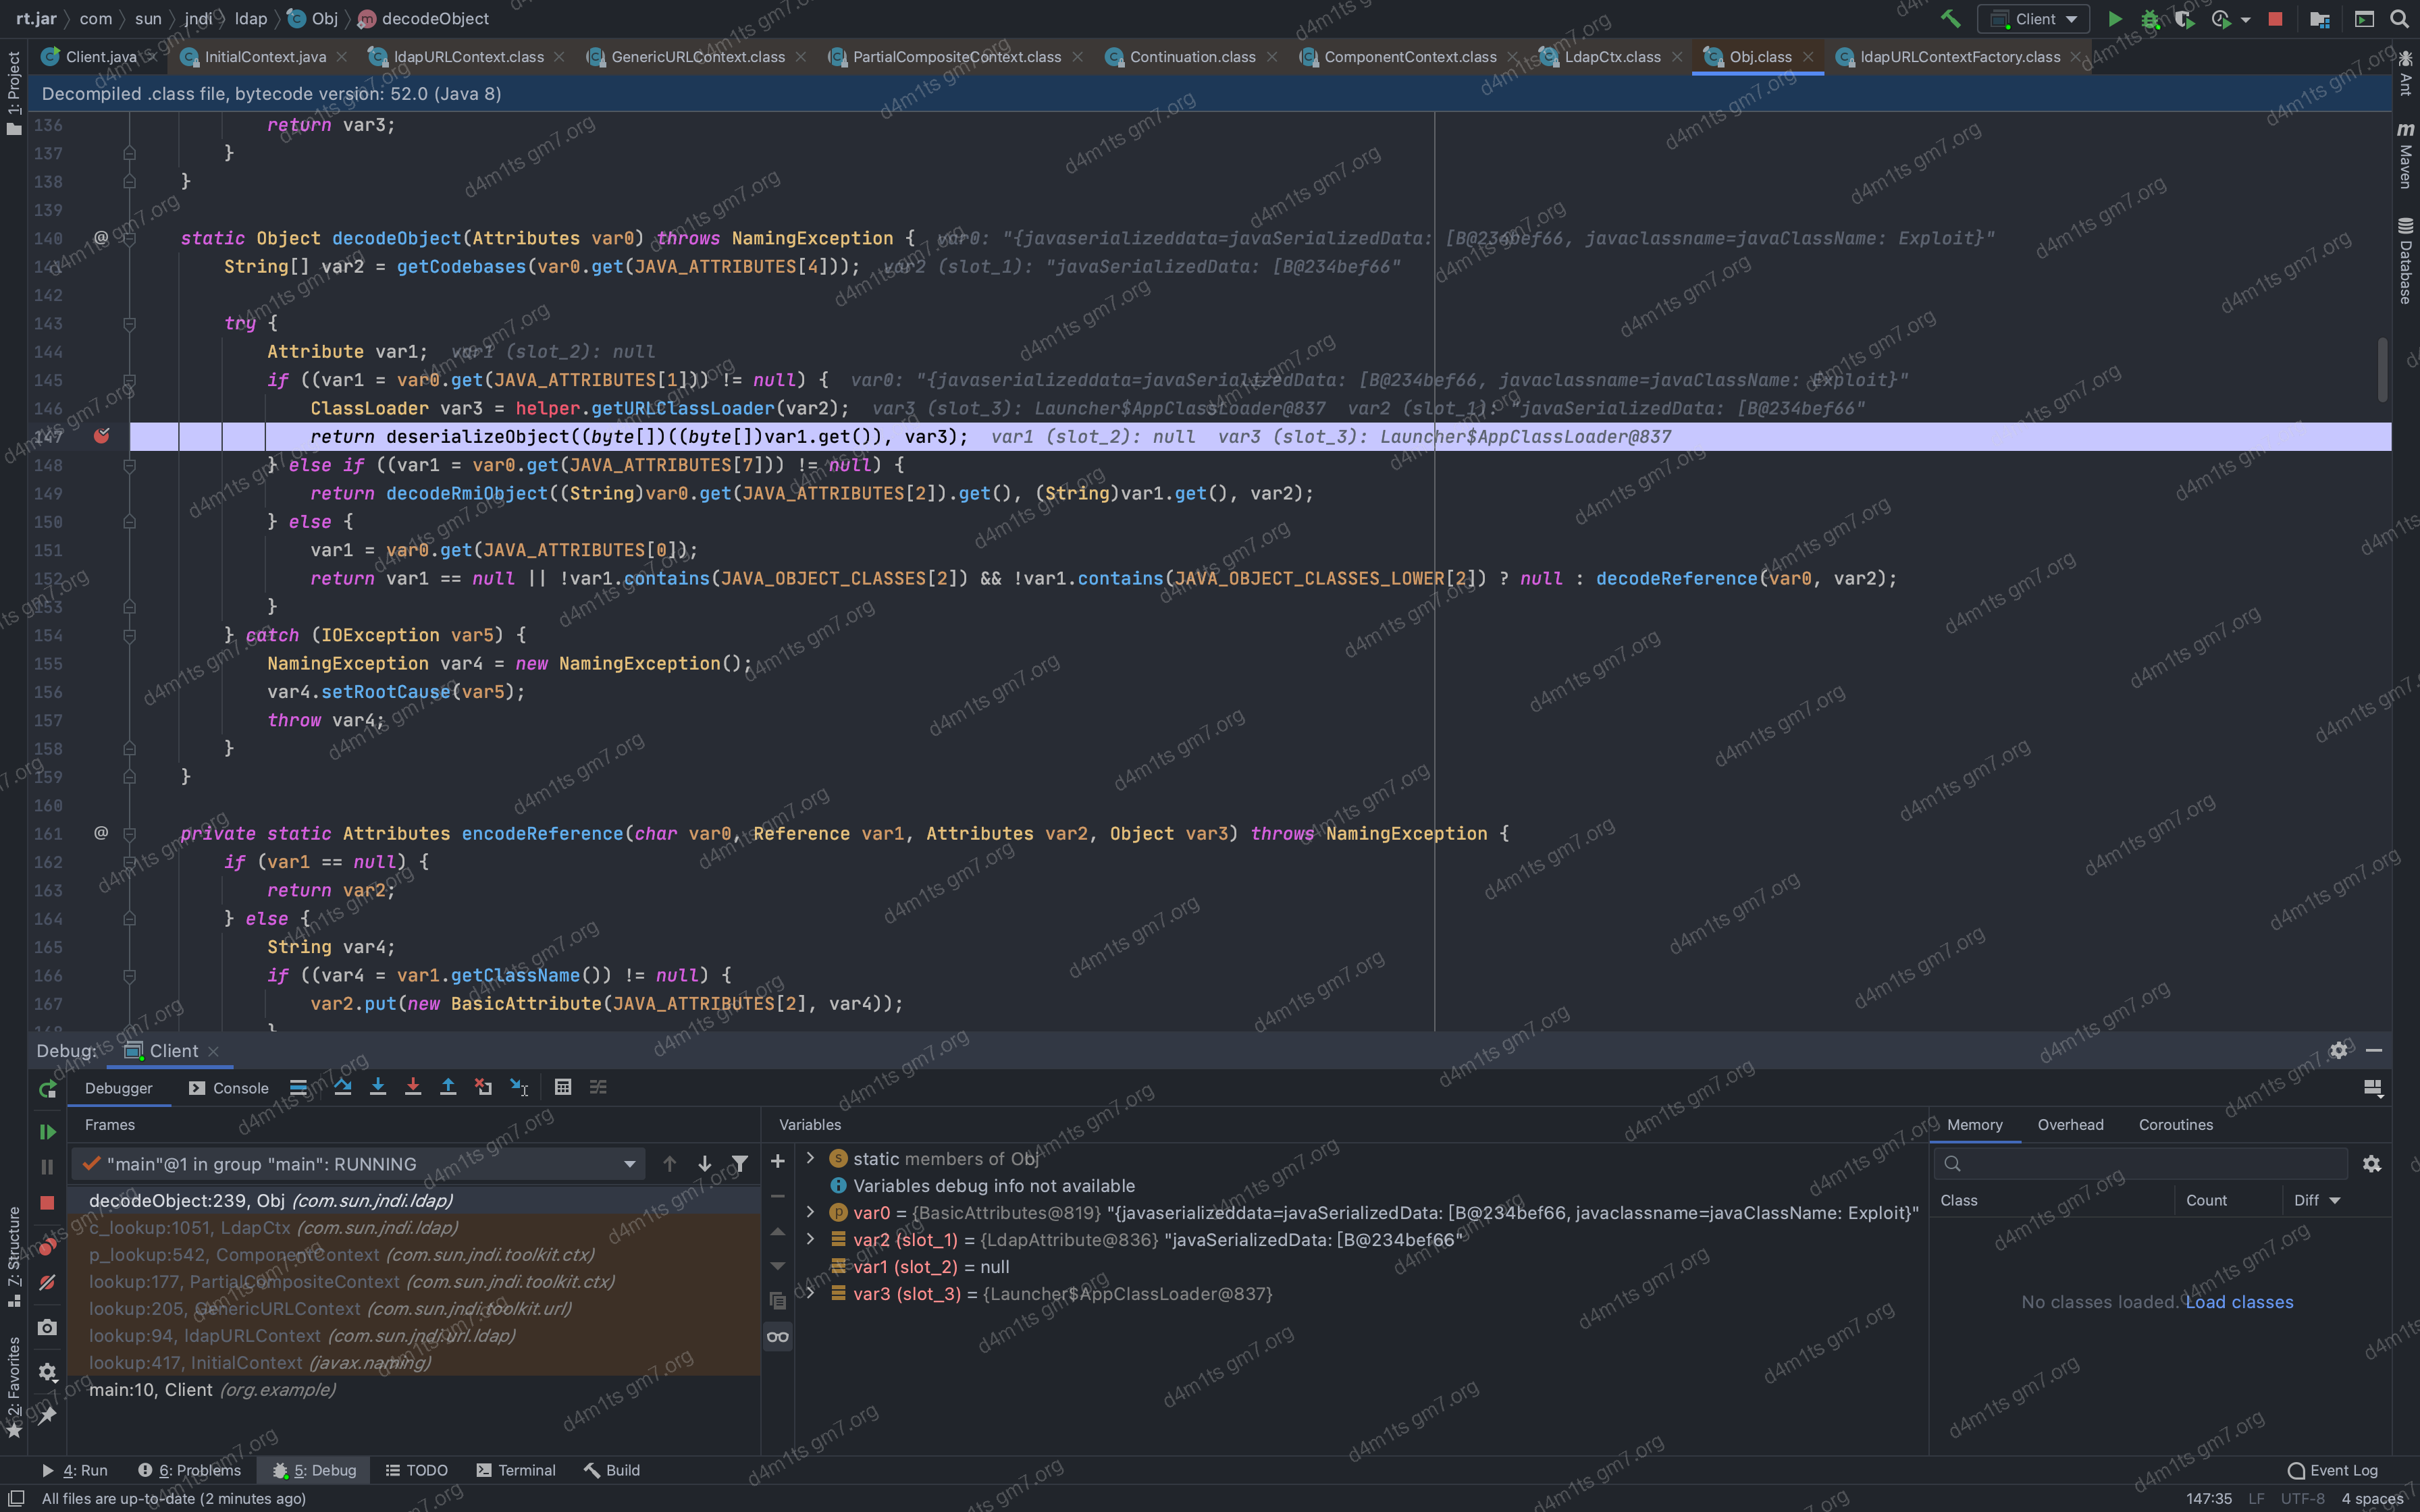 rt.jar 〉 com 〉 sun 〉 jndi 〉 ldap 〉 Obj 〉 decodeObject
Client
Client.java
InitialContext.java
ldapURLContext.class
GenericURLContext.class
PartialCompositeContext.class
Continuation.class
ComponentContext.class
LdapCtx.class
Obj.class
ldapURLContextFactory.class
Decompiled .class file, bytecode version: 52.0 (Java 8)
136 return var3;
137 }
138 }
139
140 @ static Object decodeObject(Attributes var0) throws NamingException { var0: "{javaserializeddata=javaSerializedData: [B@234bef66, javaclassname=javaClassName: Exploit}"
141 String[] var2 = getCodebases(var0.get(JAVA_ATTRIBUTES[4])); var2 (slot_1): "javaSerializedData: [B@234bef66"
142
143 try {
144 Attribute var1; var1 (slot_2): null
145 if ((var1 = var0.get(JAVA_ATTRIBUTES[1])) != null) { var0: "{javaserializeddata=javaSerializedData: [B@234bef66, javaclassname=javaClassName: Exploit}"
146 ClassLoader var3 = helper.getURLClassLoader(var2); var3 (slot_3): Launcher$AppClassLoader@837 var2 (slot_1): "javaSerializedData: [B@234bef66"
147 return deserializeObject((byte[])((byte[])var1.get()), var3); var1 (slot_2): null var3 (slot_3): Launcher$AppClassLoader@837
148 } else if ((var1 = var0.get(JAVA_ATTRIBUTES[7])) != null) {
149 return decodeRmiObject((String)var0.get(JAVA_ATTRIBUTES[2]).get(), (String)var1.get(), var2);
150 } else {
151 var1 = var0.get(JAVA_ATTRIBUTES[0]);
152 return var1 == null || !var1.contains(JAVA_OBJECT_CLASSES[2]) && !var1.contains(JAVA_OBJECT_CLASSES_LOWER[2]) ? null : decodeReference(var0, var2);
153 }
154 } catch (IOException var5) {
155 NamingException var4 = new NamingException();
156 var4.setRootCause(var5);
157 throw var4;
158 }
159 }
160
161 @ private static Attributes encodeReference(char var0, Reference var1, Attributes var2, Object var3) throws NamingException {
162 if (var1 == null) {
163 return var2;
164 } else {
165 String var4;
166 if ((var4 = var1.getClassName()) != null) {
167 var2.put(new BasicAttribute(JAVA_ATTRIBUTES[2], var4));
168 }
1: Project
7: Structure
2: Favorites
Ant
Maven
Database
Debug: Client
Debugger Console
Frames
"main"@1 in group "main": RUNNING
decodeObject:239, Obj (com.sun.jndi.ldap)
c_lookup:1051, LdapCtx (com.sun.jndi.ldap)
p_lookup:542, ComponentContext (com.sun.jndi.toolkit.ctx)
lookup:177, PartialCompositeContext (com.sun.jndi.toolkit.ctx)
lookup:205, GenericURLContext (com.sun.jndi.toolkit.url)
lookup:94, ldapURLContext (com.sun.jndi.url.ldap)
lookup:417, InitialContext (javax.naming)
main:10, Client (org.example)
Variables
static members of Obj
Variables debug info not available
var0 = {BasicAttributes@819} "{javaserializeddata=javaSerializedData: [B@234bef66, javaclassname=javaClassName: Exploit}"
var2 (slot_1) = {LdapAttribute@836} "javaSerializedData: [B@234bef66"
var1 (slot_2) = null
var3 (slot_3) = {Launcher$AppClassLoader@837}
Memory Overhead Coroutines
Class Count Diff
No classes loaded. Load classes
4: Run 6: Problems 5: Debug TODO Terminal Build
Event Log
All files are up-to-date (2 minutes ago)
147:35 LF UTF-8 4 spaces
d4m1ts gm7.org